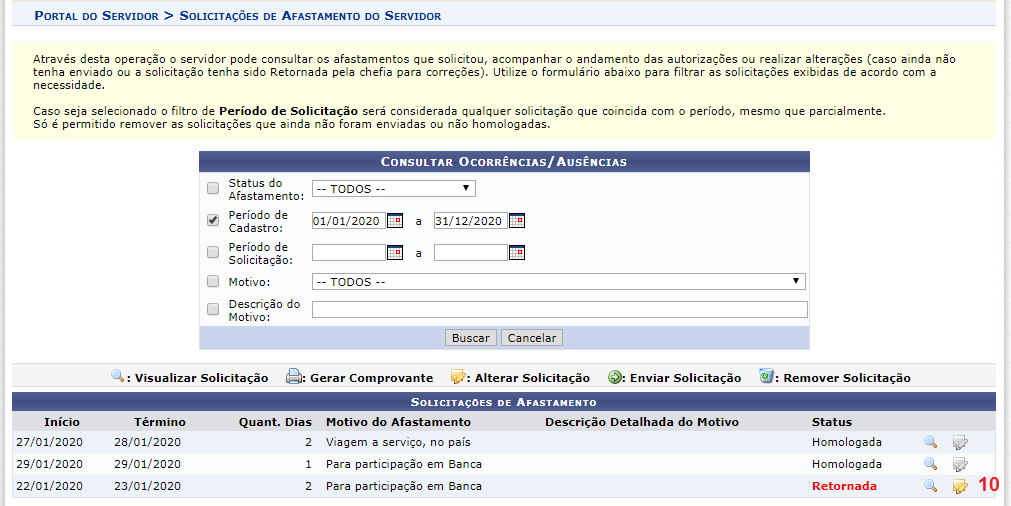 Portal do Servidor > Solicitações de Afastamento do Servidor
Através desta operação o servidor pode consultar os afastamentos que solicitou, acompanhar o andamento das autorizações ou realizar alterações (caso ainda não
tenha enviado ou a solicitação tenha sido Retornada pela chefia para correções). Utilize o formulário abaixo para filtrar as solicitações exibidas de acordo com a
necessidade.
Caso seja selecionado o filtro de Período de Solicitação será considerada qualquer solicitação que coincida com o período, mesmo que parcialmente.
Só é permitido remover as solicitações que ainda não foram enviadas ou não homologadas.
Consultar Ocorrências/Ausências
Status do
Afastamento: -- TODOS --
Período de
Cadastro: 01/01/2020 a 31/12/2020
Período de
Solicitação: a
Motivo: -- TODOS --
Descrição do
Motivo:
Buscar Cancelar
: Visualizar Solicitação : Gerar Comprovante : Alterar Solicitação : Enviar Solicitação : Remover Solicitação
Solicitações de Afastamento
Início Término Quant. Dias Motivo do Afastamento Descrição Detalhada do Motivo Status
27/01/2020 28/01/2020 2 Viagem a serviço, no país Homologada
29/01/2020 29/01/2020 1 Para participação em Banca Homologada
22/01/2020 23/01/2020 2 Para participação em Banca Retornada 10